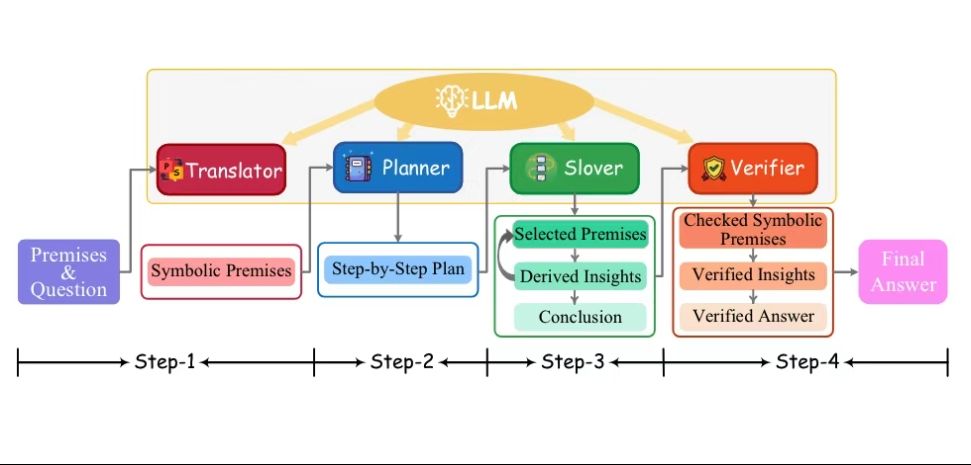 LLM
Translator
Planner
Slover
Verifier
Premises
&
Question
Symbolic Premises
Step-by-Step Plan
Selected Premises
Derived Insights
Conclusion
Checked Symbolic
Premises
Verified Insights
Verified Answer
Final
Answer
Step-1
Step-2
Step-3
Step-4